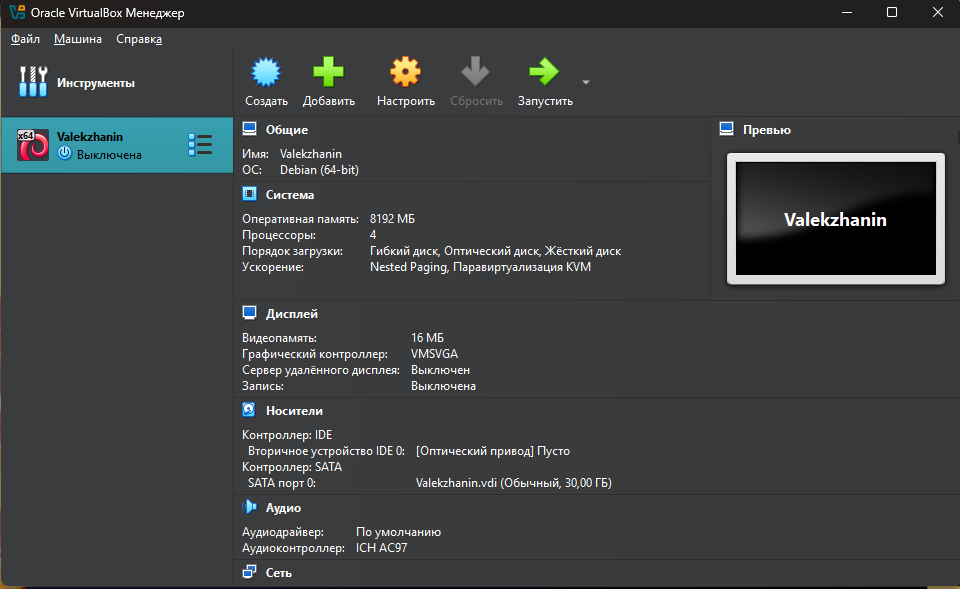 Oracle VirtualBox Менеджер
Файл Машина Справка
Инструменты
Создать Добавить Настроить Сбросить Запустить
x64
Valekzhanin
Выключена
Общие
Имя: Valekzhanin
ОС: Debian (64-bit)
Превью
Valekzhanin
Система
Оперативная память: 8192 МБ
Процессоры: 4
Порядок загрузки: Гибкий диск, Оптический диск, Жёсткий диск
Ускорение: Nested Paging, Паравиртуализация KVM
Дисплей
Видеопамять: 16 МБ
Графический контроллер: VMSVGA
Сервер удалённого дисплея: Выключен
Запись: Выключена
Носители
Контроллер: IDE
Вторичное устройство IDE 0: [Оптический привод] Пусто
Контроллер: SATA
SATA порт 0: Valekzhanin.vdi (Обычный, 30,00 ГБ)
Аудио
Аудиодрайвер: По умолчанию
Аудиоконтроллер: ICH AC97
Сеть